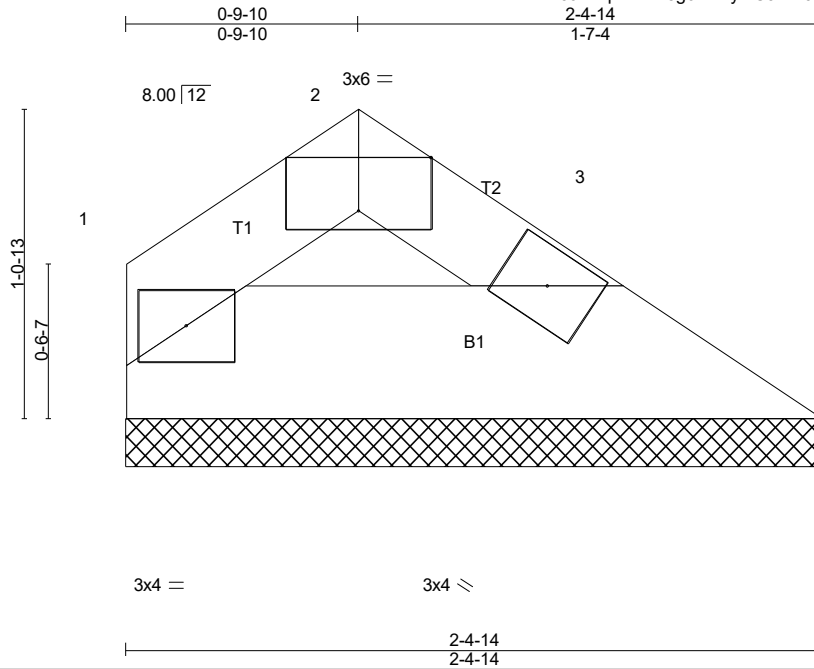 0-9-10 2-4-14
0-9-10 1-7-4
3x6 =
8.00 12
2
3
T2
1
T1
1-0-13
0-6-7
B1
3x4 =
3x4
2-4-14
2-4-14